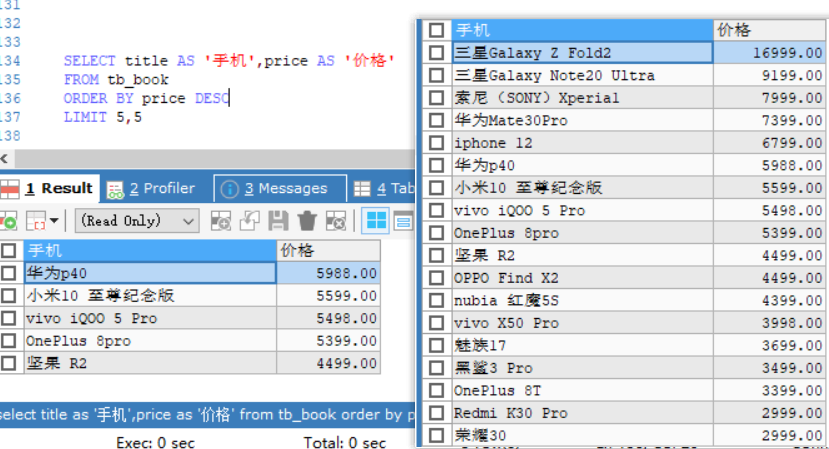 131
132
133
134 SELECT title AS '手机',price AS '价格'
135 FROM tb_book
136 ORDER BY price DESC
137 LIMIT 5,5
138
1 Result 2 Profiler 3 Messages 4 Tab
(Read Only)
手机 价格
华为p40 5988.00
小米10 至尊纪念版 5599.00
vivo iQOO 5 Pro 5498.00
OnePlus 8pro 5399.00
坚果 R2 4499.00
select title as '手机',price as '价格' from tb_book order by p
Exec: 0 sec Total: 0 sec
手机 价格
三星Galaxy Z Fold2 16999.00
三星Galaxy Note20 Ultra 9199.00
索尼（SONY）Xperia1 7999.00
华为Mate30Pro 7399.00
iphone 12 6799.00
华为p40 5988.00
小米10 至尊纪念版 5599.00
vivo iQOO 5 Pro 5498.00
OnePlus 8pro 5399.00
坚果 R2 4499.00
OPPO Find X2 4499.00
nubia 红魔5S 4399.00
vivo X50 Pro 3998.00
魅族17 3699.00
黑鲨3 Pro 3499.00
OnePlus 8T 3399.00
Redmi K30 Pro 2999.00
荣耀30 2999.00